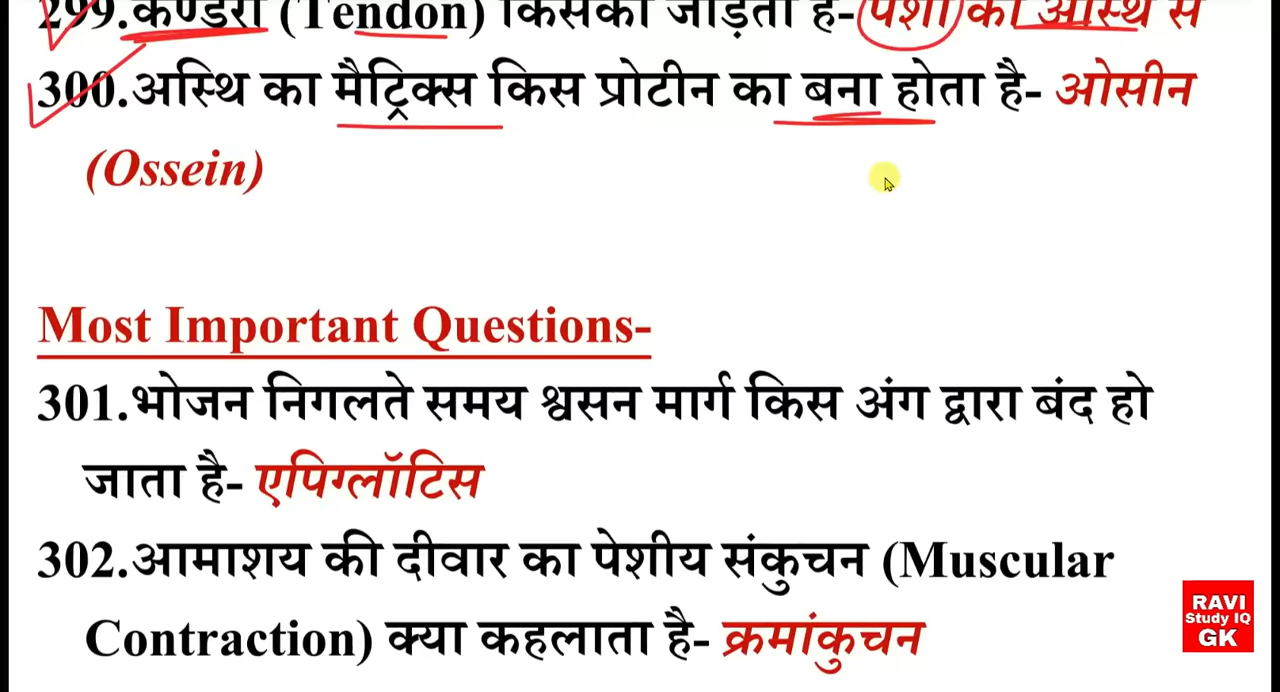 299.कण्डरा (Tendon) किसको जोड़ती है- पेशी को अस्थि से
300.अस्थि का मैट्रिक्स किस प्रोटीन का बना होता है- ओसीन
(Ossein)
Most Important Questions-
301.भोजन निगलते समय श्वसन मार्ग किस अंग द्वारा बंद हो
जाता है- एपिग्लॉटिस
302.आमाशय की दीवार का पेशीय संकुचन (Muscular
Contraction) क्या कहलाता है- क्रमांकुचन
RAVI
Study IQ
GK